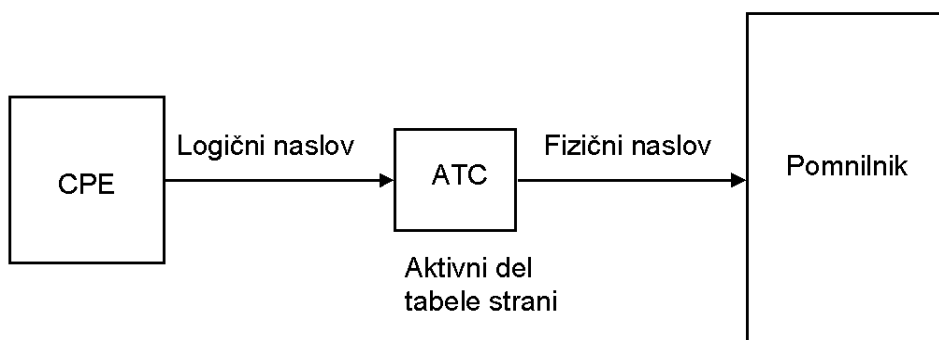 CPE
Logični naslov
ATC
Aktivni del
tabele strani
Fizični naslov
Pomnilnik